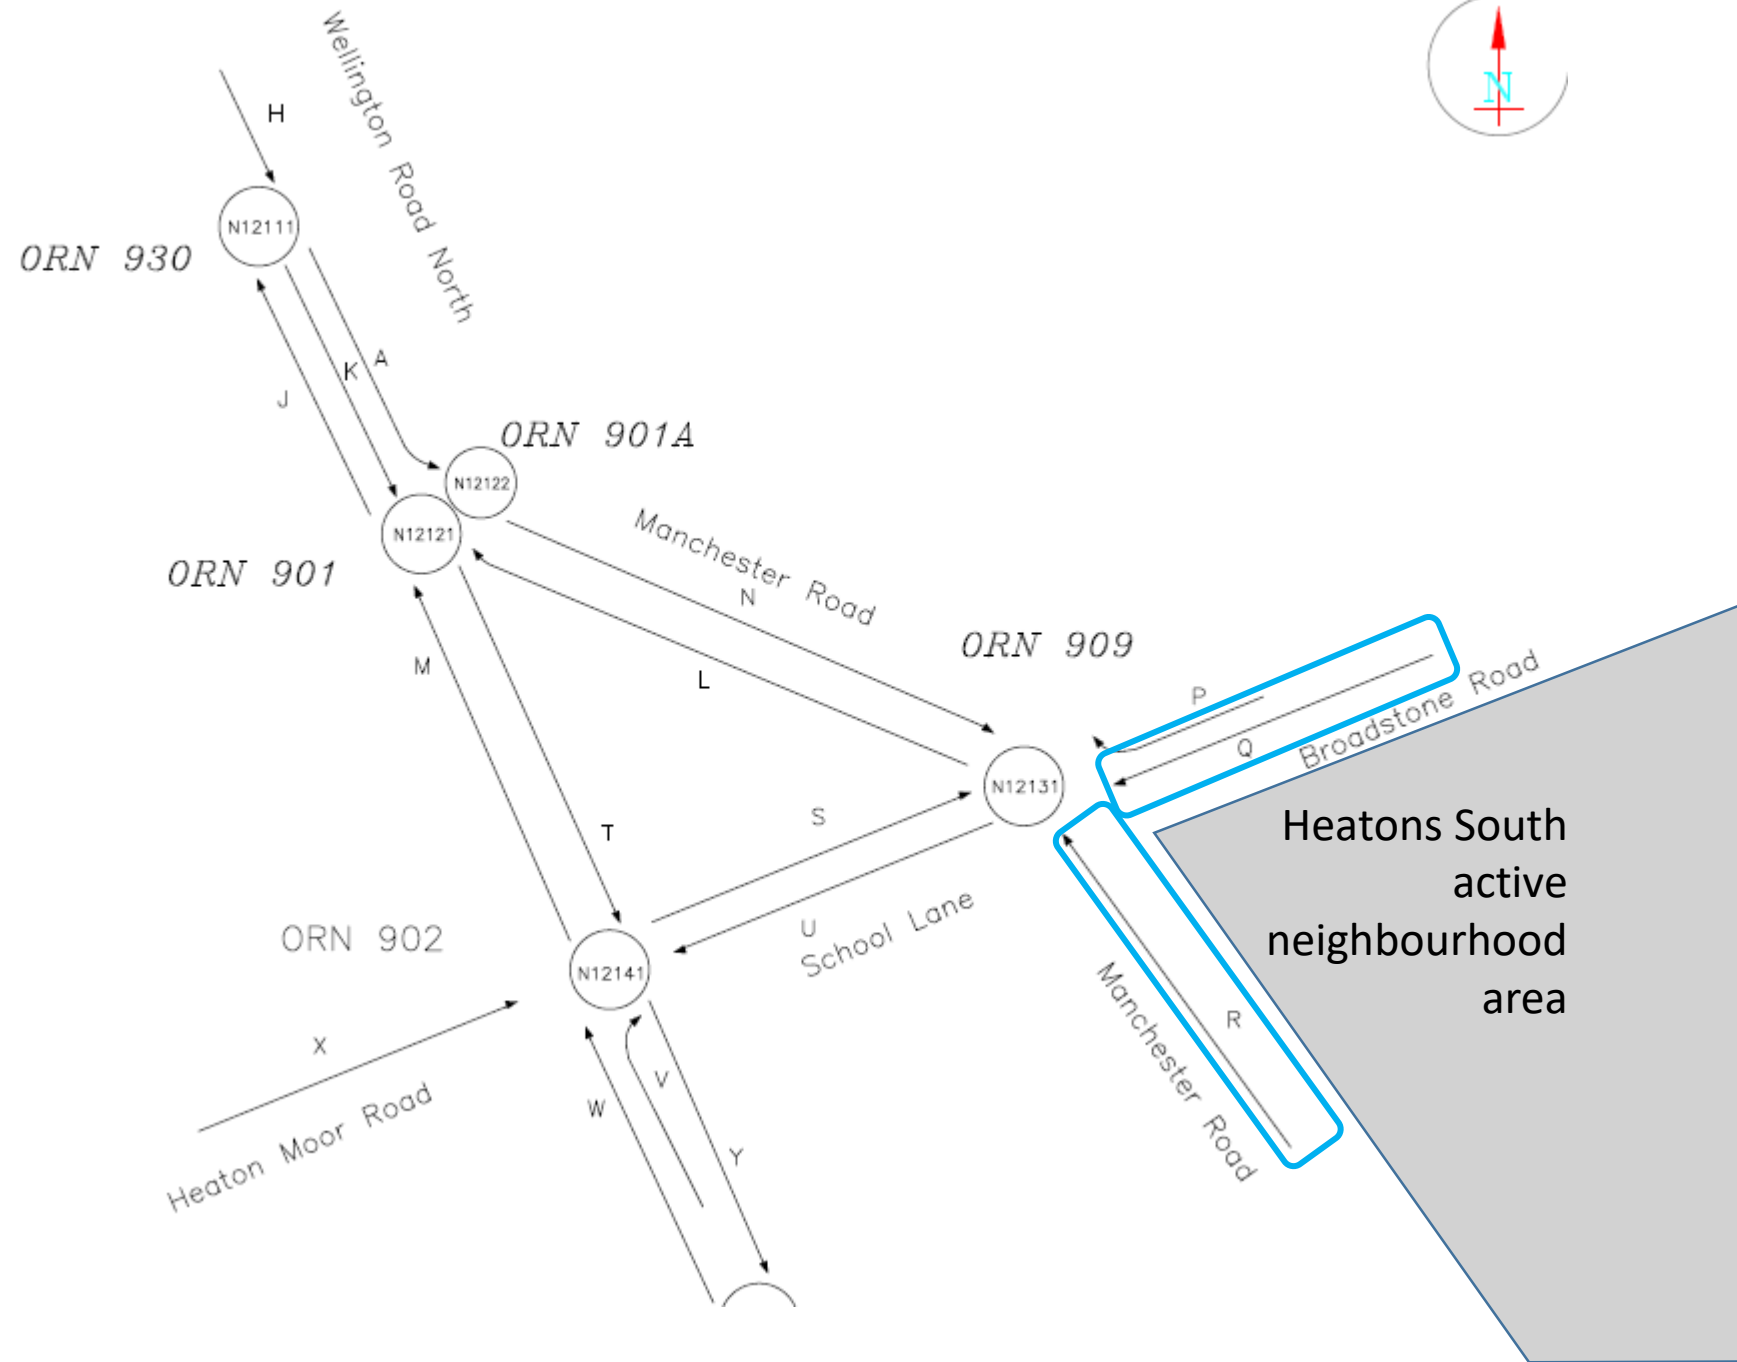 N
H
Wellington Road North
N12111
ORN 930
K
A
J
ORN 901A
N12122
N12121
ORN 901
Manchester Road
N
ORN 909
M
L
P
Q
Broadstone Road
N12131
S
T
Heatons South
active
neighbourhood
area
U
School Lane
ORN 902
N12141
Manchester Road
R
X
Heaton Moor Road
V
W
Y